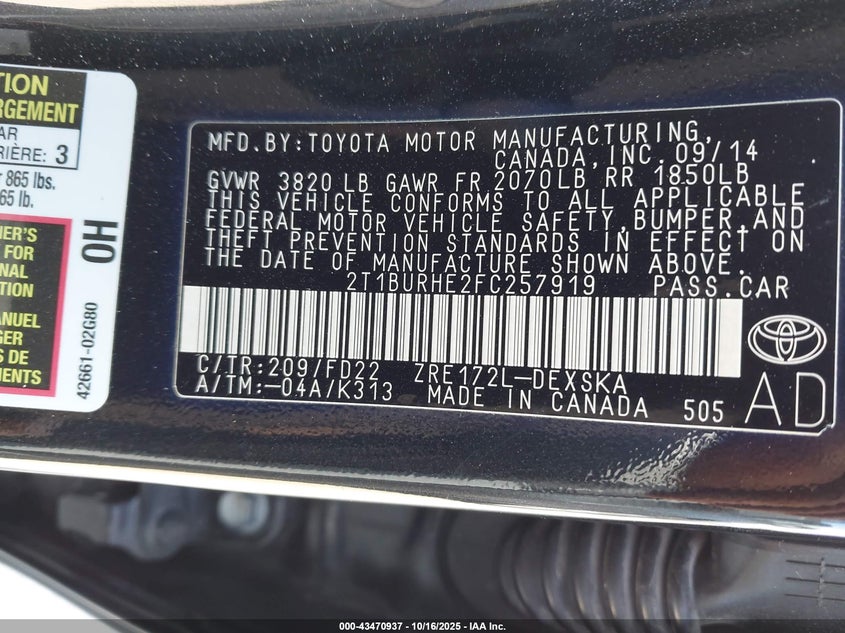 TION
RGEMENT
AR
RIÈRE: 3
865 lbs.
65 lb.
ER'S
FOR
NAL
TION
ANUEL
GER
S DE
EMENTS
OH
42661-02G80
MFD.BY:TOYOTA MOTOR MANUFACTURING,
CANADA,INC. 09/14
GVWR 3820 LB GAWR FR 2070LB RR 1850LB
THIS VEHICLE CONFORMS TO ALL APPLICABLE
FEDERAL MOTOR VEHICLE SAFETY,BUMPER,AND
THEFT PREVENTION STANDARDS IN EFFECT ON
THE DATE OF MANUFACTURE SHOWN ABOVE.
2T1BURHE2FC257919 PASS.CAR
C/TR:209/FD22 ZRE172L-DEXSKA
A/TM:-04A/K313 MADE IN CANADA 505
AD
000-43470937 - 10/16/2025 - IAA Inc.